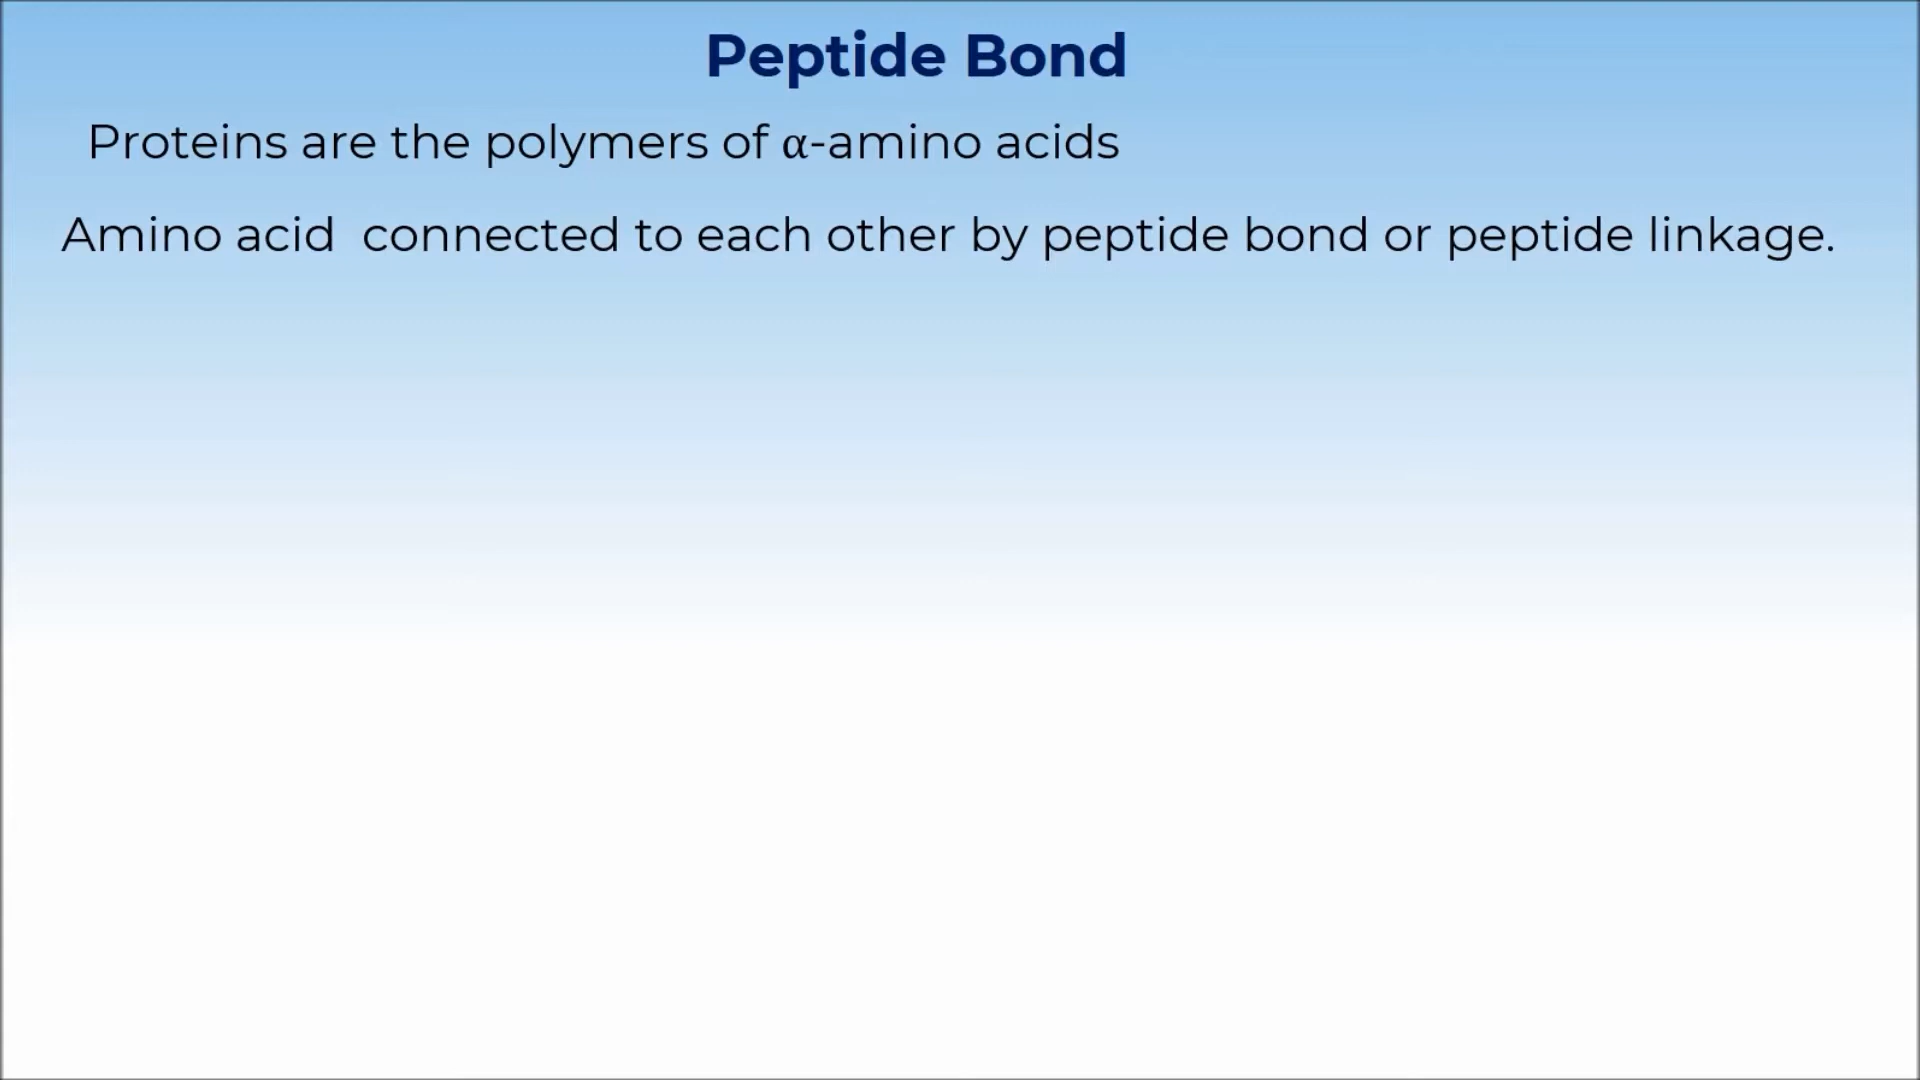 Peptide Bond
Proteins are the polymers of α-amino acids
Amino acid  connected to each other by peptide bond or peptide linkage.